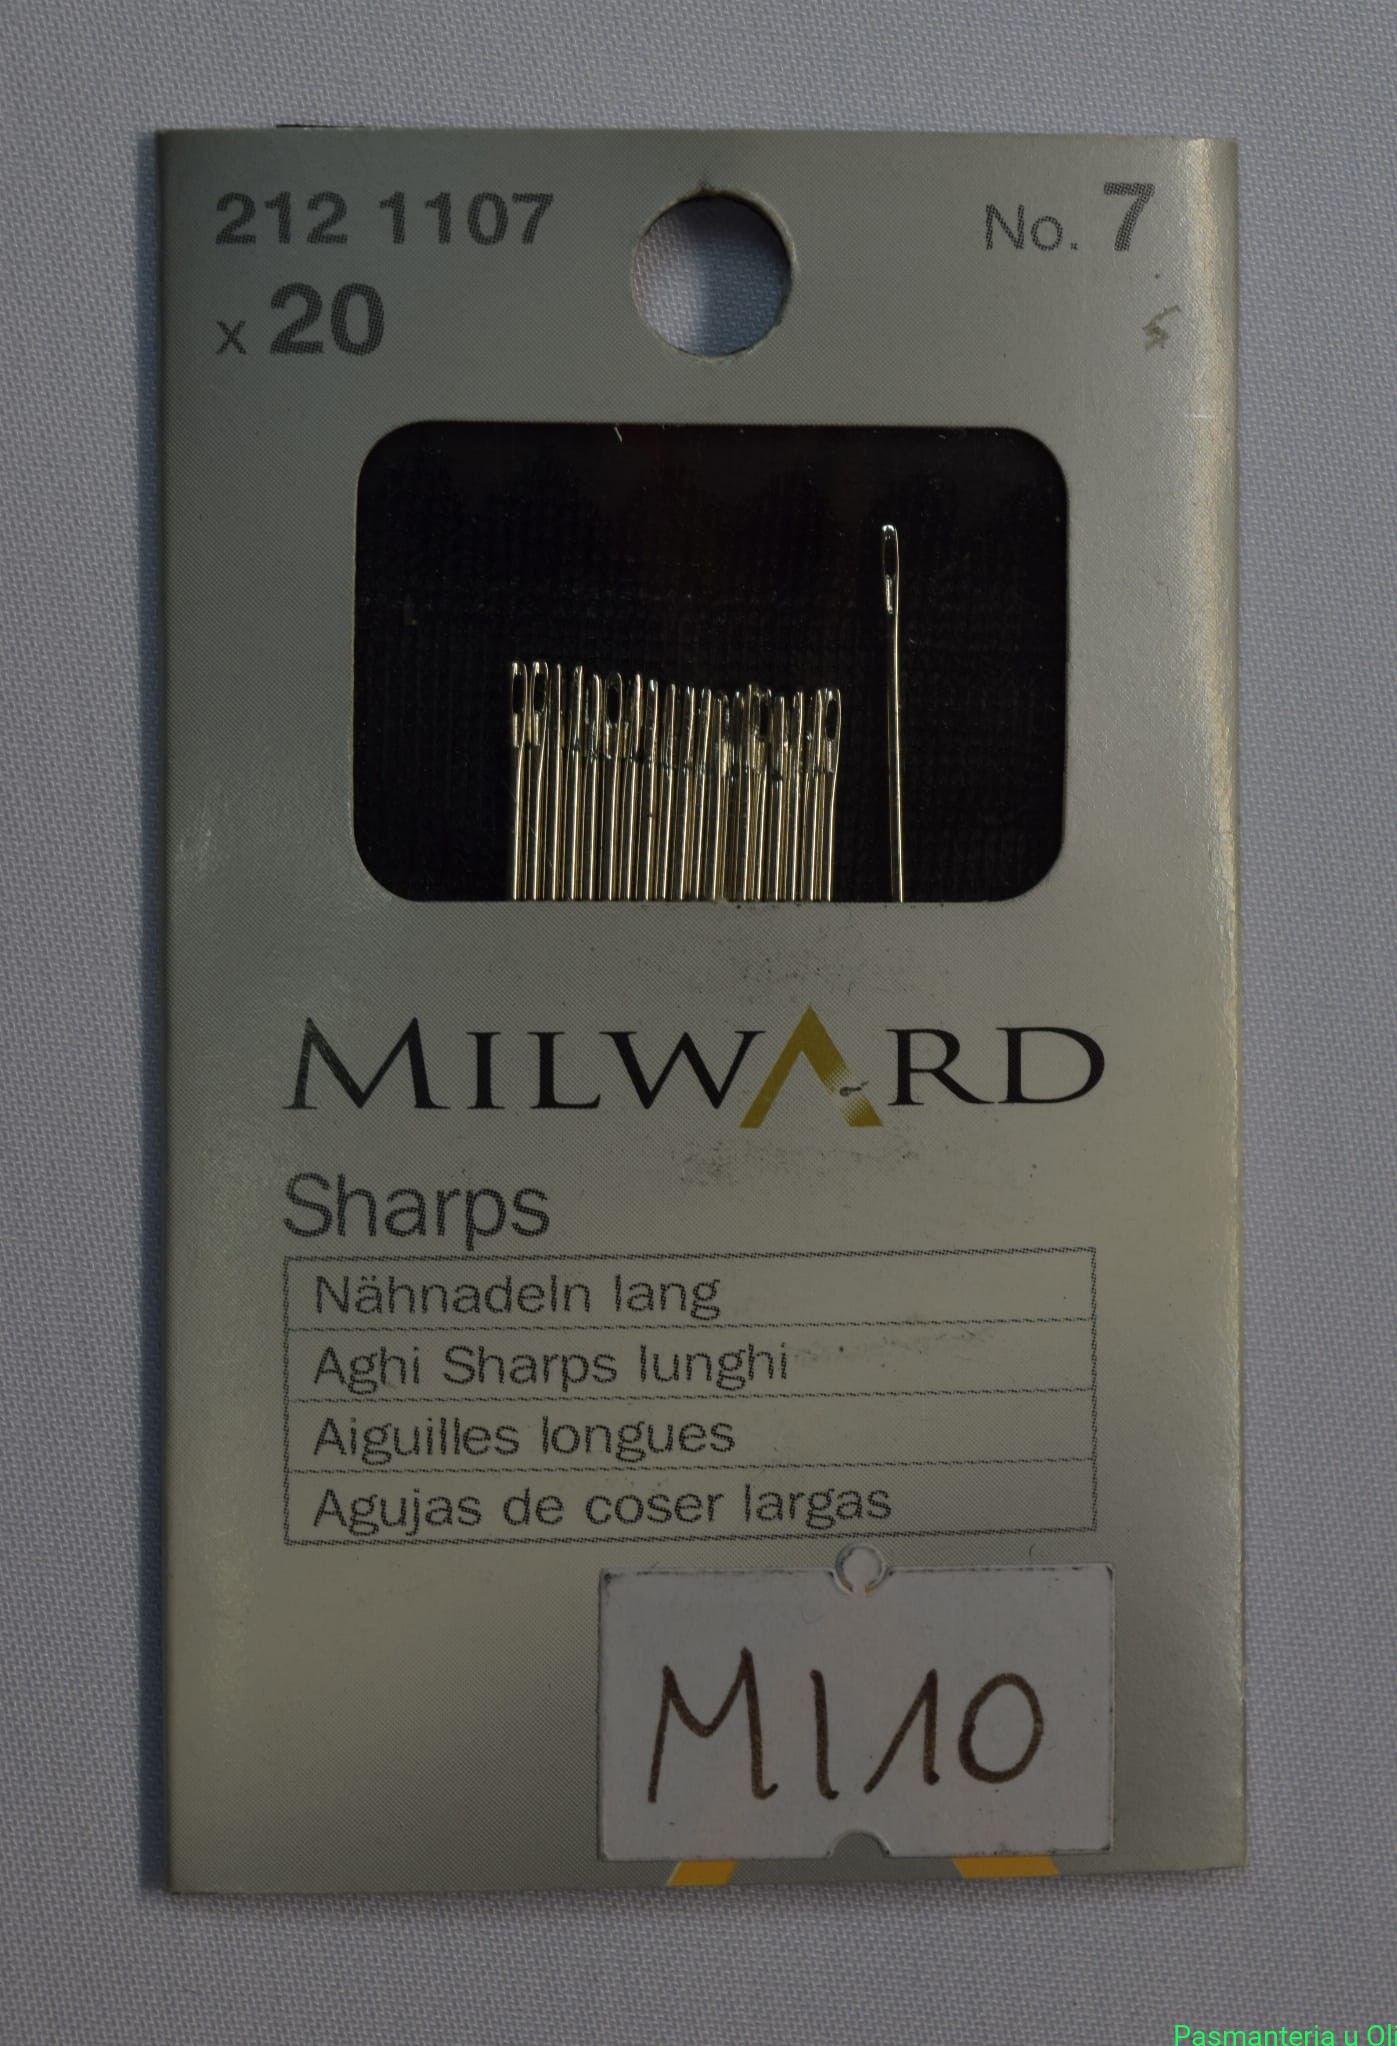 212 1107
No. 7
x 20
MILWARD
Sharps
Nähnadeln lang
Aghi Sharps lunghi
Aiguilles longues
Agujas de coser largas
MI10
Pasmanteria u Oli